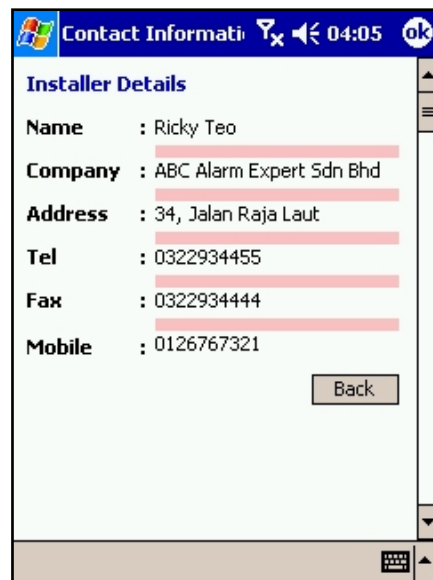 Contact Informati 04:05 ok
Installer Details
Name : Ricky Teo
Company : ABC Alarm Expert Sdn Bhd
Address : 34, Jalan Raja Laut
Tel : 0322934455
Fax : 0322934444
Mobile : 0126767321
Back